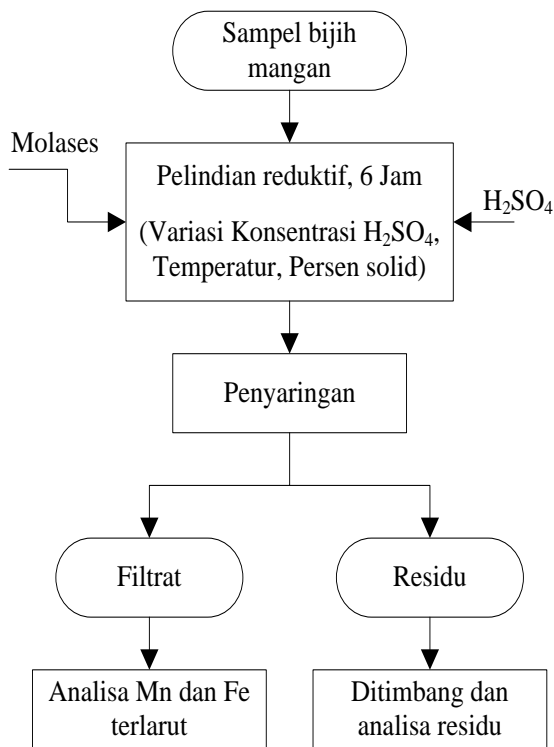 Sampel bijih
mangan
Molases
Pelindian reduktif, 6 Jam
(Variasi Konsentrasi H₂SO₄,
Temperatur, Persen solid)
H₂SO₄
Penyaringan
Filtrat
Residu
Analisa Mn dan Fe
terlarut
Ditimbang dan
analisa residu